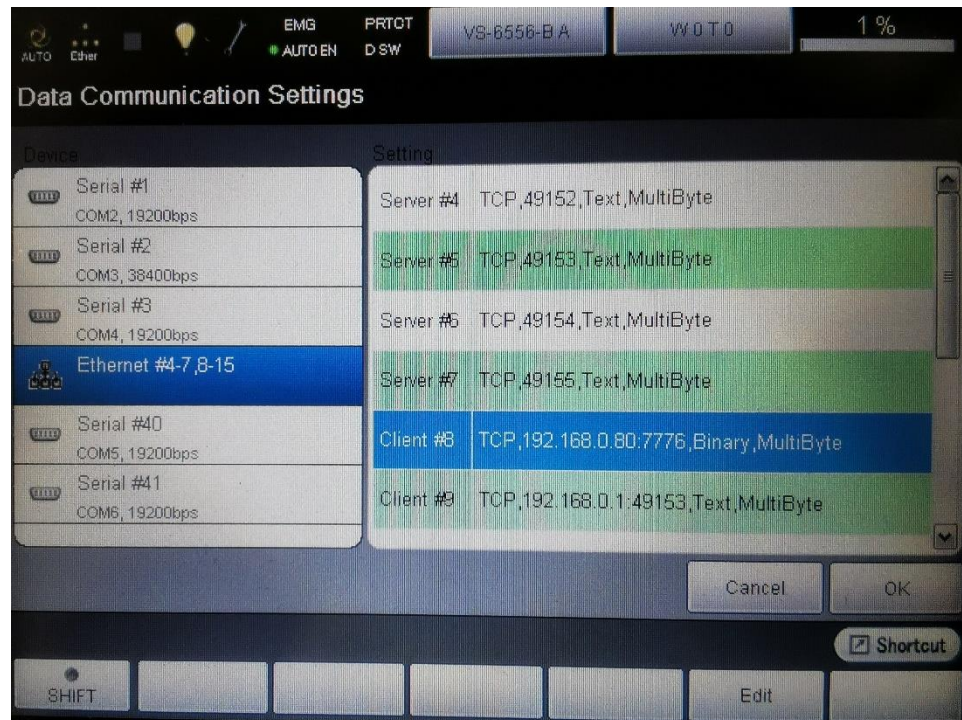 EMG PRTCT VS-6556-B A W 0 T 0 1 %
AUTO Ether AUTO EN D SW
Data Communication Settings
Device Setting
Serial #1
COM2, 19200bps
Serial #2
COM3, 38400bps
Serial #3
COM4, 19200bps
Ethernet #4-7,8-15
Serial #40
COM5, 19200bps
Serial #41
COM6, 19200bps
Server #4 TCP,49152,Text,MultiByte
Server #5 TCP,49153,Text,MultiByte
Server #6 TCP,49154,Text,MultiByte
Server #7 TCP,49155,Text,MultiByte
Client #8 TCP,192.168.0.80:7776,Binary,MultiByte
Client #9 TCP,192.168.0.1:49153,Text,MultiByte
Cancel OK
Shortcut
SHIFT Edit